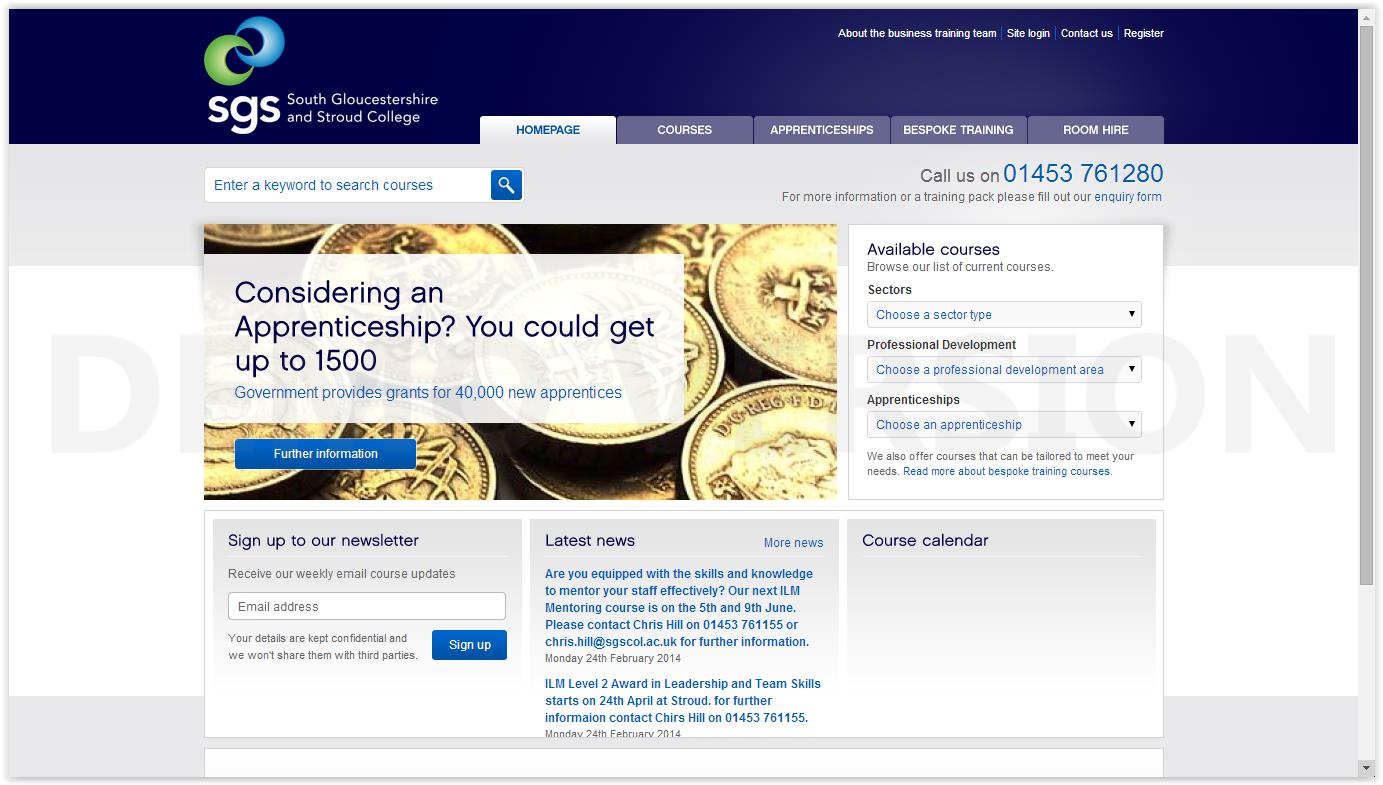 About the business training team
Site login
Contact us
Register
sgs
South Gloucestershire
and Stroud College
HOMEPAGE
COURSES
APPRENTICESHIPS
BESPOKE TRAINING
ROOM HIRE
Enter a keyword to search courses
Call us on 01453 761280
For more information or a training pack please fill out our enquiry form
Considering an
Apprenticeship? You could get
up to 1500
Government provides grants for 40,000 new apprentices
Further information
Available courses
Browse our list of current courses.
Sectors
Choose a sector type
Professional Development
Choose a professional development area
Apprenticeships
Choose an apprenticeship
We also offer courses that can be tailored to meet your
needs. Read more about bespoke training courses.
Sign up to our newsletter
Receive our weekly email course updates
Email address
Your details are kept confidential and
we won't share them with third parties.
Sign up
Latest news
More news
Are you equipped with the skills and knowledge
to mentor your staff effectively? Our next ILM
Mentoring course is on the 5th and 9th June.
Please contact Chris Hill on 01453 761155 or
chris.hill@sgscol.ac.uk for further information.
Monday 24th February 2014
ILM Level 2 Award in Leadership and Team Skills
starts on 24th April at Stroud. for further
informaion contact Chirs Hill on 01453 761155.
Monday 24th February 2014
Course calendar